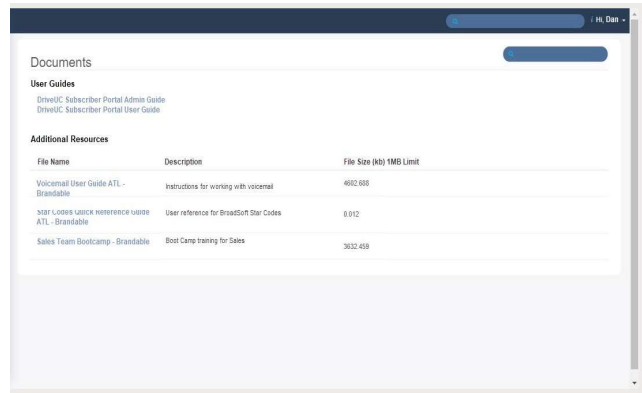 Hi, Dan
Documents
User Guides
DriveUC Subscriber Portal Admin Guide
DriveUC Subscriber Portal User Guide
Additional Resources
File Name Description File Size (kb) 1MB Limit
Voicemail User Guide ATL - Brandable Instructions for working with voicemail 4602.688
Star Codes Quick Reference Guide ATL - Brandable User reference for BroadSoft Star Codes 0.012
Sales Team Bootcamp - Brandable Boot Camp training for Sales 3632.459